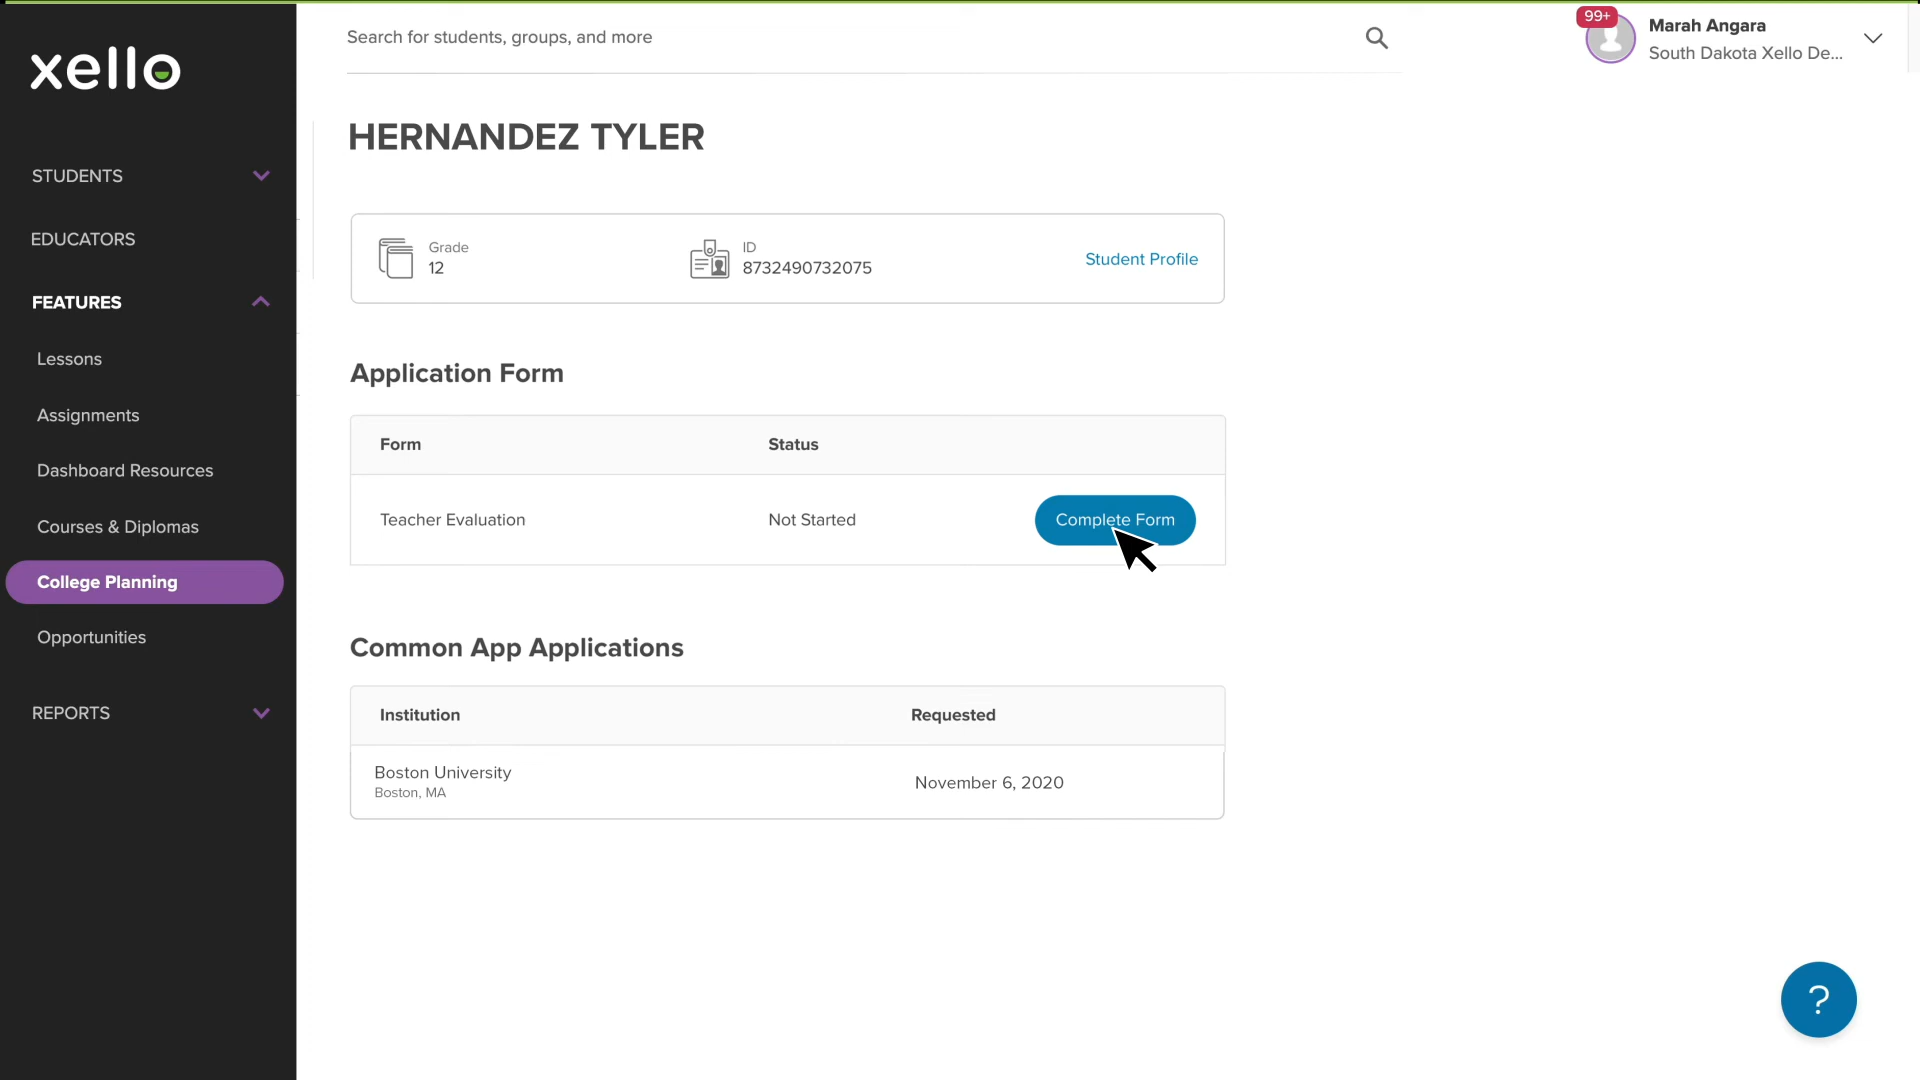 xello
Search for students, groups, and more
99+
Marah Angara
South Dakota Xello De...
STUDENTS
EDUCATORS
FEATURES
Lessons
Assignments
Dashboard Resources
Courses & Diplomas
College Planning
Opportunities
REPORTS
HERNANDEZ TYLER
Grade
12
ID
8732490732075
Student Profile
Application Form
Form Status
Teacher Evaluation Not Started Complete Form
Common App Applications
Institution Requested
Boston University
Boston, MA
November 6, 2020
?